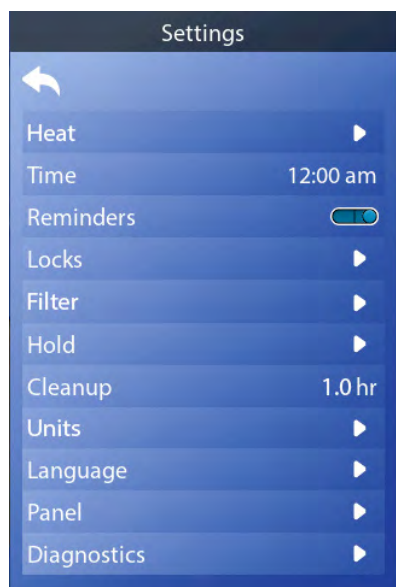 Settings
Heat
Time 12:00 am
Reminders
Locks
Filter
Hold
Cleanup 1.0 hr
Units
Language
Panel
Diagnostics